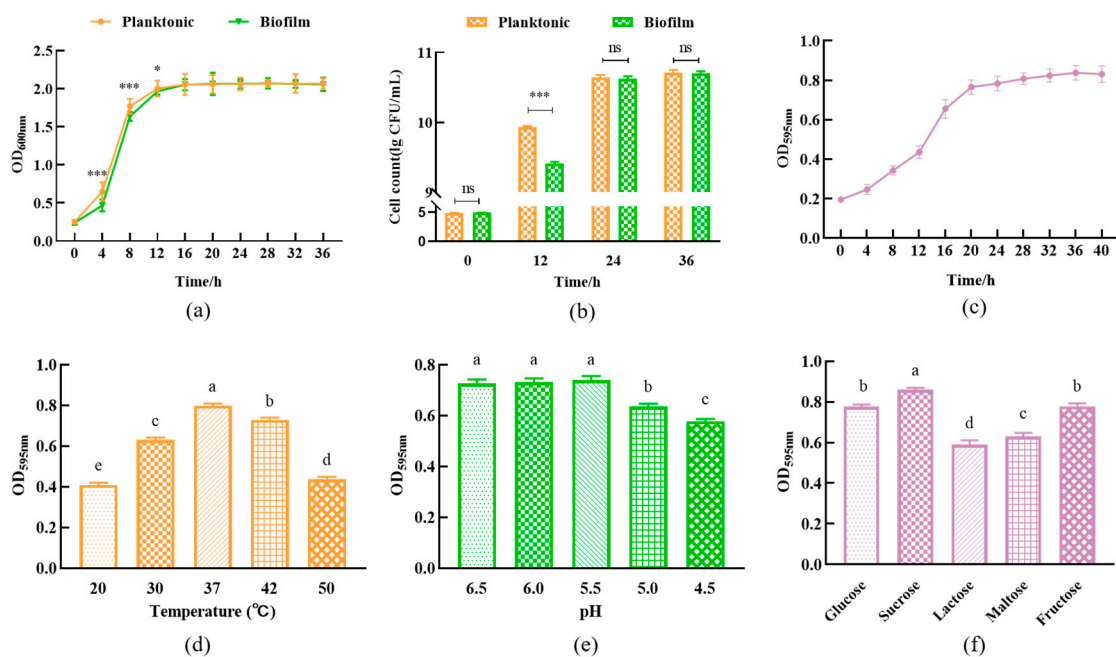 Planktonic Biofilm
OD600nm
2.5
2.0
1.5
1.0
0.5
0.0
*** *** *
0 4 8 12 16 20 24 28 32 36
Time/h
(a)
Planktonic Biofilm
Cell count(lg CFU/mL)
11
10
9
5
0
ns *** ns ns
0 12 24 36
Time/h
(b)
OD595nm
1.0
0.8
0.6
0.4
0.2
0.0
0 4 8 12 16 20 24 28 32 36 40
Time/h
(c)
OD595nm
1.0
0.8
0.6
0.4
0.2
0.0
e c a b d
20 30 37 42 50
Temperature (℃)
(d)
OD595nm
0.8
0.6
0.4
0.2
0.0
a a a b c
6.5 6.0 5.5 5.0 4.5
pH
(e)
OD595nm
1.0
0.8
0.6
0.4
0.2
0.0
b a d c b
Glucose Sucrose Lactose Maltose Fructose
(f)